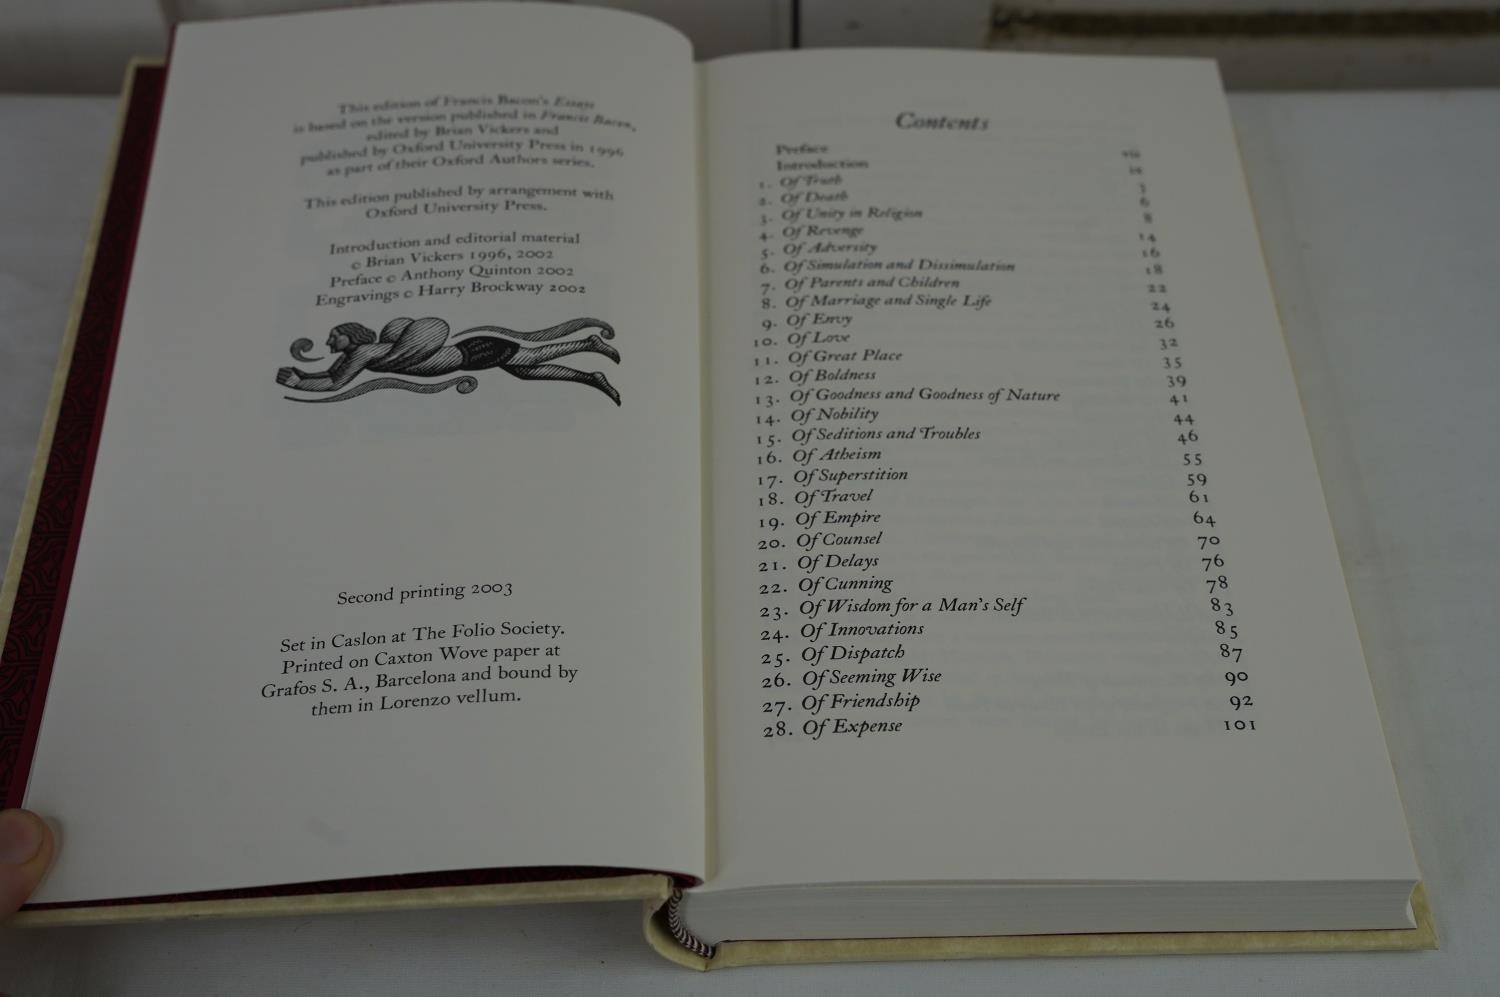 This edition of Francis Bacon's Essays
is based on the version published in Francis Bacon,
edited by Brian Vickers and
published by Oxford University Press in 1996
as part of their Oxford Authors series.
This edition published by arrangement with
Oxford University Press.
Introduction and editorial material
© Brian Vickers 1996, 2002
Preface © Anthony Quinton 2002
Engravings © Harry Brockway 2002
Second printing 2003
Set in Caslon at The Folio Society.
Printed on Caxton Wove paper at
Grafos S. A., Barcelona and bound by
them in Lorenzo vellum.
Contents
Preface vii
Introduction ix
1. Of Truth 3
2. Of Death 6
3. Of Unity in Religion 8
4. Of Revenge 14
5. Of Adversity 16
6. Of Simulation and Dissimulation 18
7. Of Parents and Children 22
8. Of Marriage and Single Life 24
9. Of Envy 26
10. Of Love 32
11. Of Great Place 35
12. Of Boldness 39
13. Of Goodness and Goodness of Nature 41
14. Of Nobility 44
15. Of Seditions and Troubles 46
16. Of Atheism 55
17. Of Superstition 59
18. Of Travel 61
19. Of Empire 64
20. Of Counsel 70
21. Of Delays 76
22. Of Cunning 78
23. Of Wisdom for a Man's Self 83
24. Of Innovations 85
25. Of Dispatch 87
26. Of Seeming Wise 90
27. Of Friendship 92
28. Of Expense 101